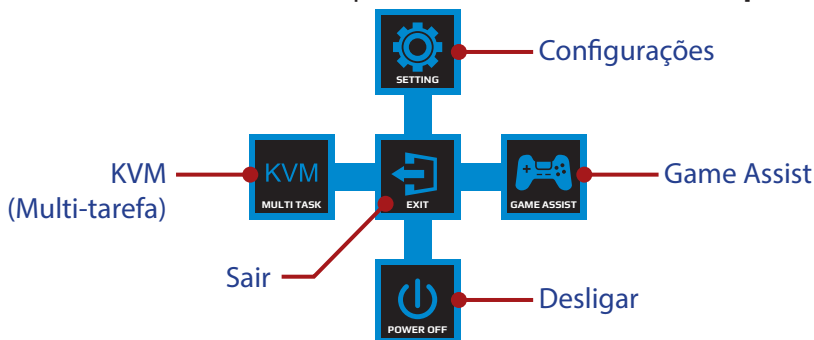 SETTING
Configurações
KVM
(Multi-tarefa)
KVM
MULTI TASK
EXIT
GAME ASSIST
Game Assist
Sair
POWER OFF
Desligar